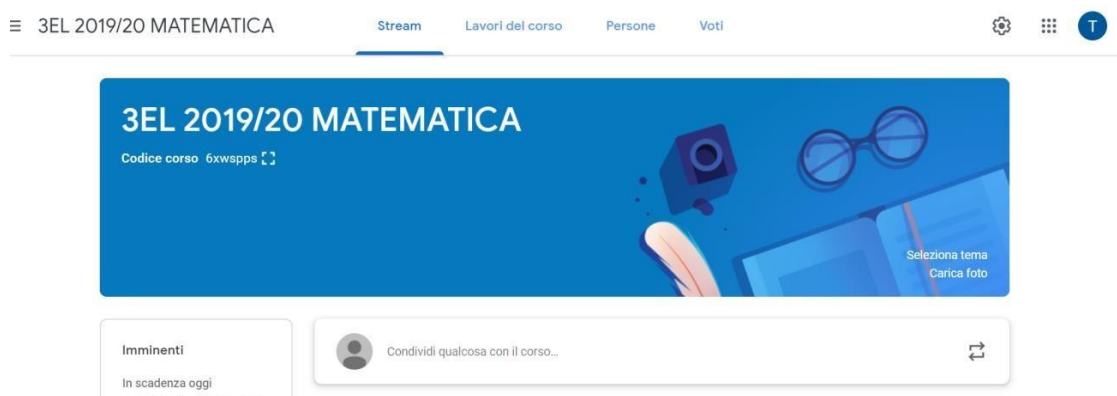 3EL 2019/20 MATEMATICA
Stream Lavori del corso Persone Voti
T
3EL 2019/20 MATEMATICA
Codice corso 6xwspps
Seleziona tema
Carica foto
Imminenti
Condividi qualcosa con il corso...
In scadenza oggi